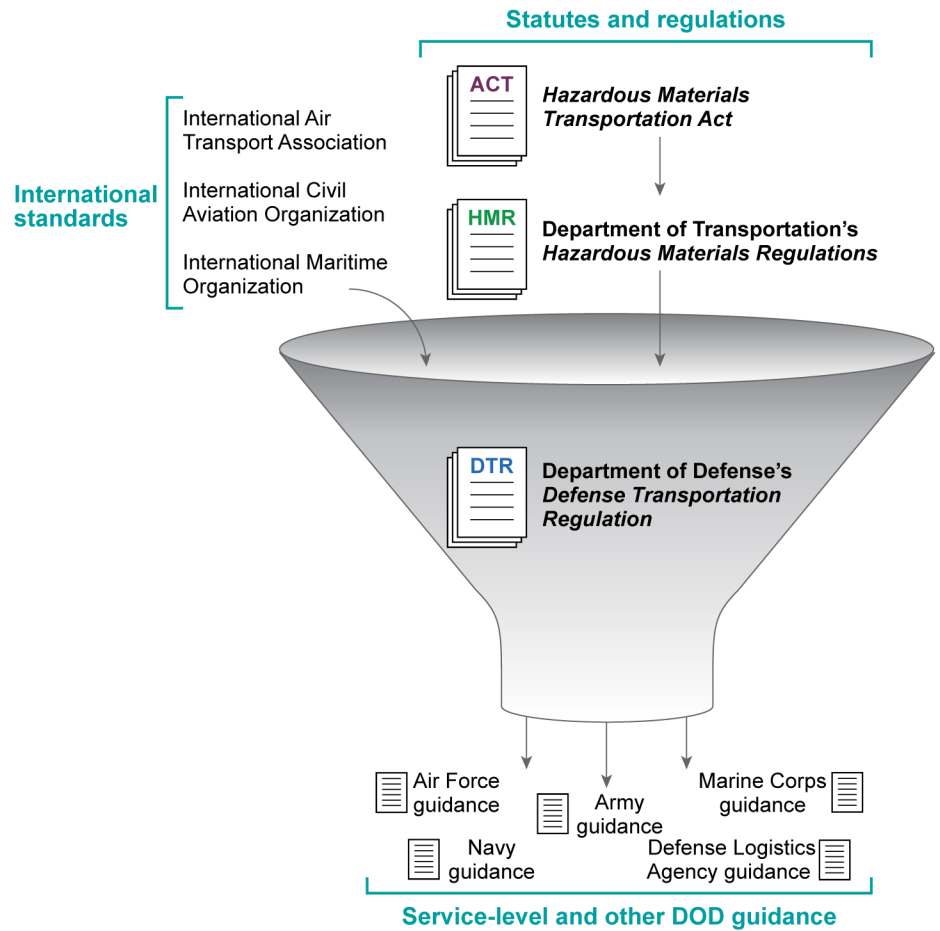 Statutes and regulations
ACT
Hazardous Materials
Transportation Act
International
standards
International Air
Transport Association
International Civil
Aviation Organization
International Maritime
Organization
HMR
Department of Transportation’s
Hazardous Materials Regulations
DTR
Department of Defense’s
Defense Transportation
Regulation
Air Force
guidance
Army
guidance
Marine Corps
guidance
Navy
guidance
Defense Logistics
Agency guidance
Service-level and other DOD guidance